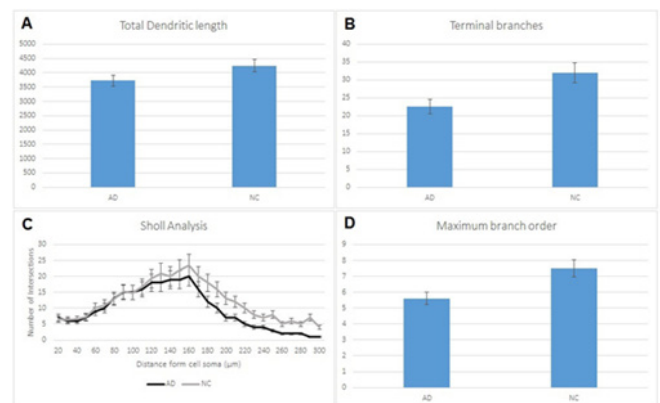 A
Total Dendritic length
5000
4500
4000
3500
3000
2500
2000
1500
1000
500
0
AD NC
B
Terminal branches
40
35
30
25
20
15
10
5
0
AD NC
C
Sholl Analysis
Number of Intersections
30
25
20
15
10
5
0
20 40 60 80 100 120 140 160 180 200 220 240 260 280 300
Distance form cell soma (µm)
AD NC
D
Maximum branch order
9
8
7
6
5
4
3
2
1
0
AD NC